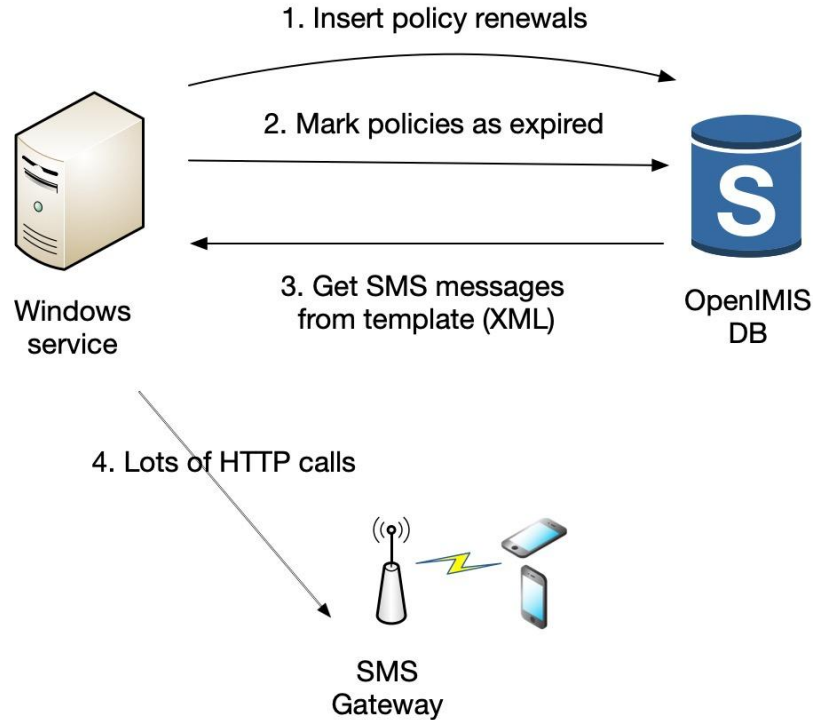 1. Insert policy renewals
2. Mark policies as expired
S
3. Get SMS messages
from template (XML)
Windows
service
OpenIMIS
DB
4. Lots of HTTP calls
SMS
Gateway